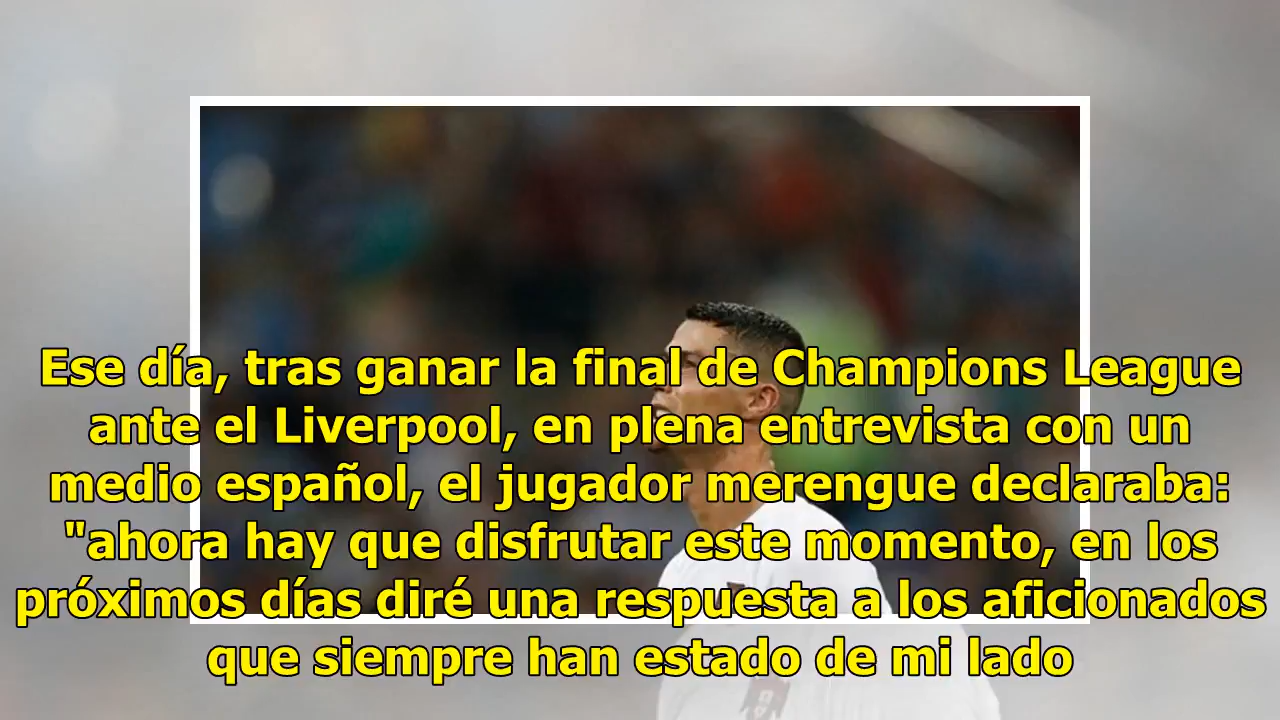 Ese día, tras ganar la final de Champions League
ante el Liverpool, en plena entrevista con un
medio español, el jugador merengue declaraba:
"ahora hay que disfrutar este momento, en los
próximos días diré una respuesta a los aficionados
que siempre han estado de mi lado